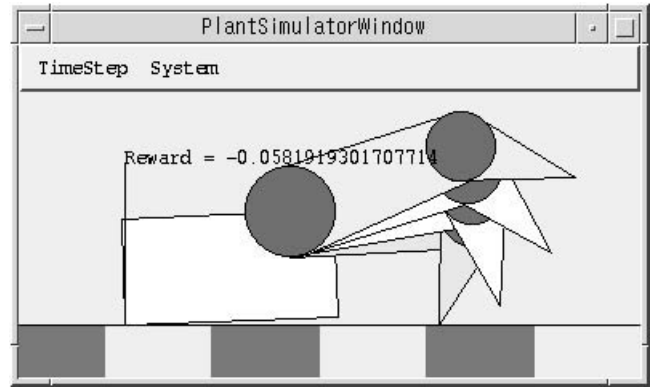 PlantSimulatorWindow
TimeStep System
Reward = -0.0581919301707714